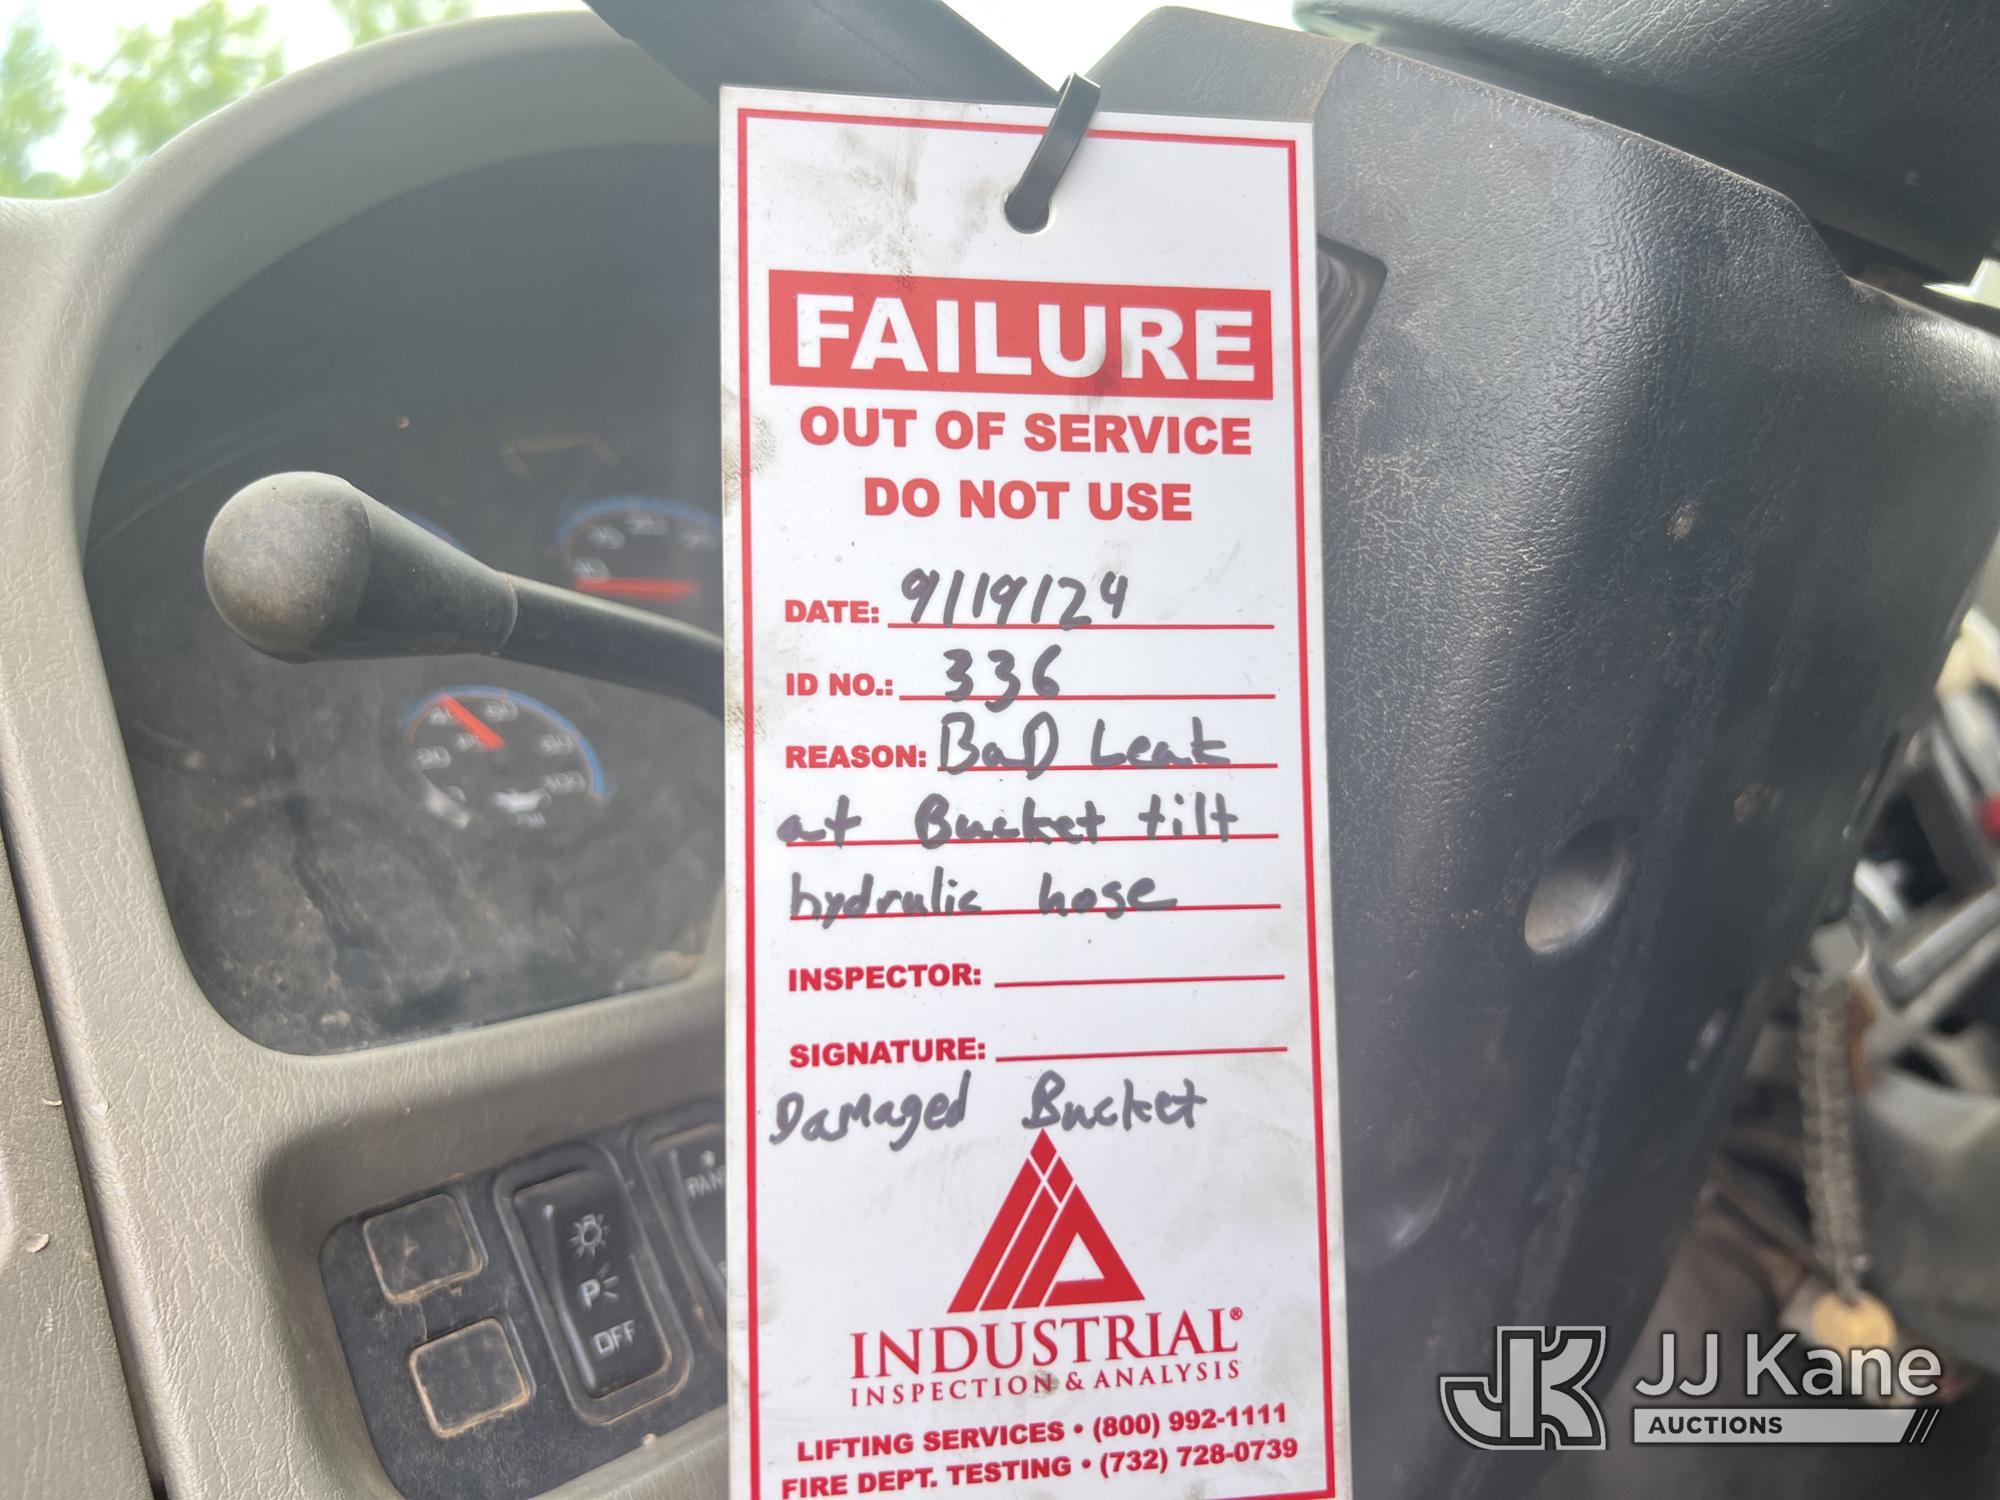 FAILURE
OUT OF SERVICE
DO NOT USE
DATE: 9/19/24
ID NO.: 336
REASON: BaD Leak
at Bucket tilt
hydrulic hose
INSPECTOR:
SIGNATURE:
Damaged Bucket
INDUSTRIAL®
INSPECTION & ANALYSIS
LIFTING SERVICES • (800) 992-1111
FIRE DEPT. TESTING • (732) 728-0739
P
OFF
JK JJ Kane
AUCTIONS